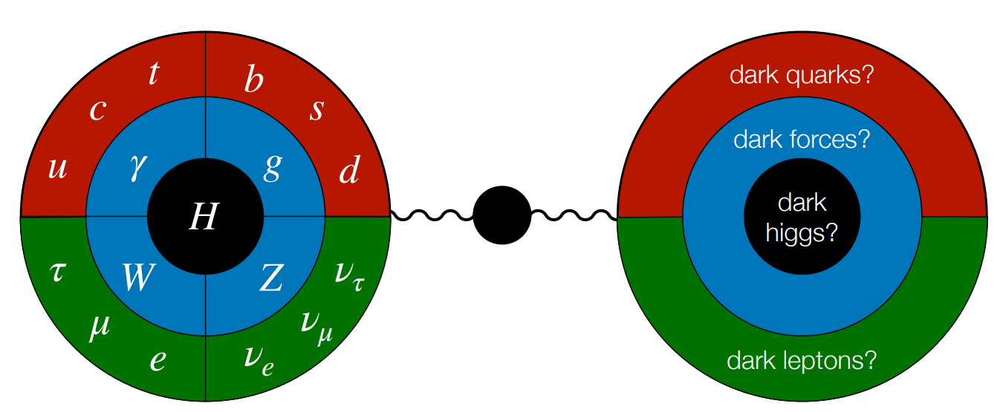 t
b
c
s
u
γ
g
d
H
τ
W
Z
ν_τ
μ
ν_μ
e
ν_e
dark quarks?
dark forces?
dark
higgs?
dark leptons?